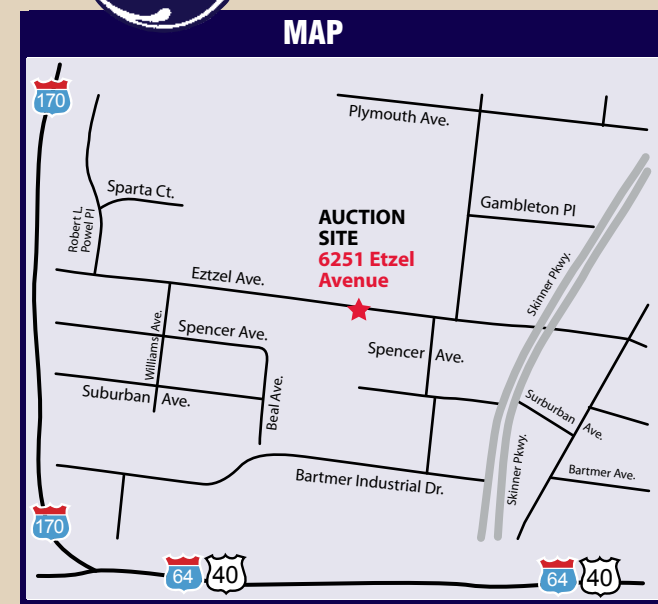 MAP
170
Plymouth Ave.
Sparta Ct.
Robert L.
Powel Pl
Gambleton Pl
AUCTION
SITE
6251 Etzel
Avenue
Skinner Pkwy.
Eztzel Ave.
Williams Ave.
Spencer Ave.
Spencer Ave.
Suburban Ave.
Beal Ave.
Surburban Ave.
Skinner Pkwy.
Bartmer Ave.
Bartmer Industrial Dr.
170
64
40
64
40